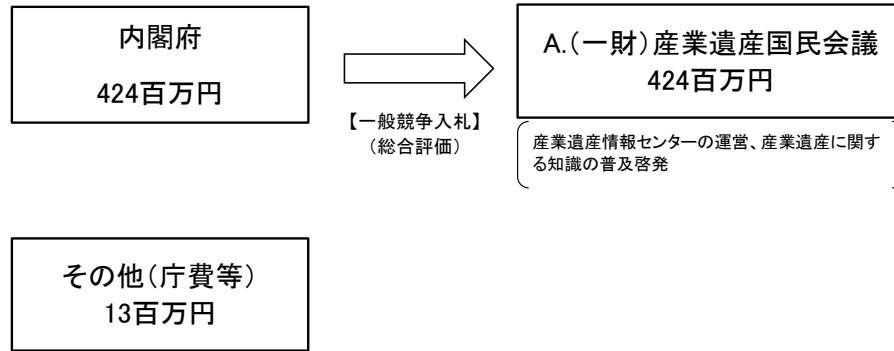 内閣府
424百万円
【一般競争入札】
（総合評価）
A.（一財）産業遺産国民会議
424百万円
産業遺産情報センターの運営、産業遺産に関す
る知識の普及啓発
その他（庁費等）
13百万円